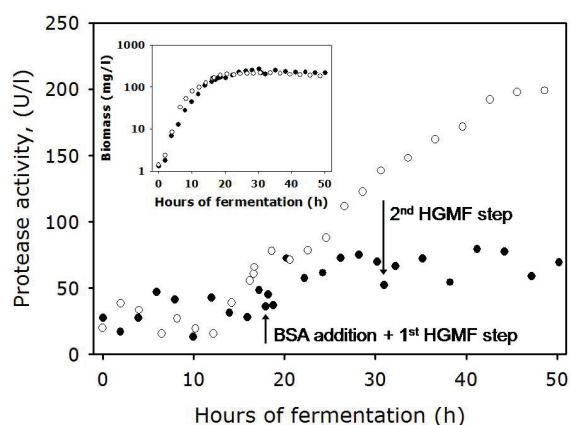 250
200
150
100
50
0
Protease activity, (U/l)
1000
100
10
1
Biomass (mg/l)
0 10 20 30 40 50
Hours of fermentation (h)
2nd HGMF step
BSA addition + 1st HGMF step
0 10 20 30 40 50
Hours of fermentation (h)